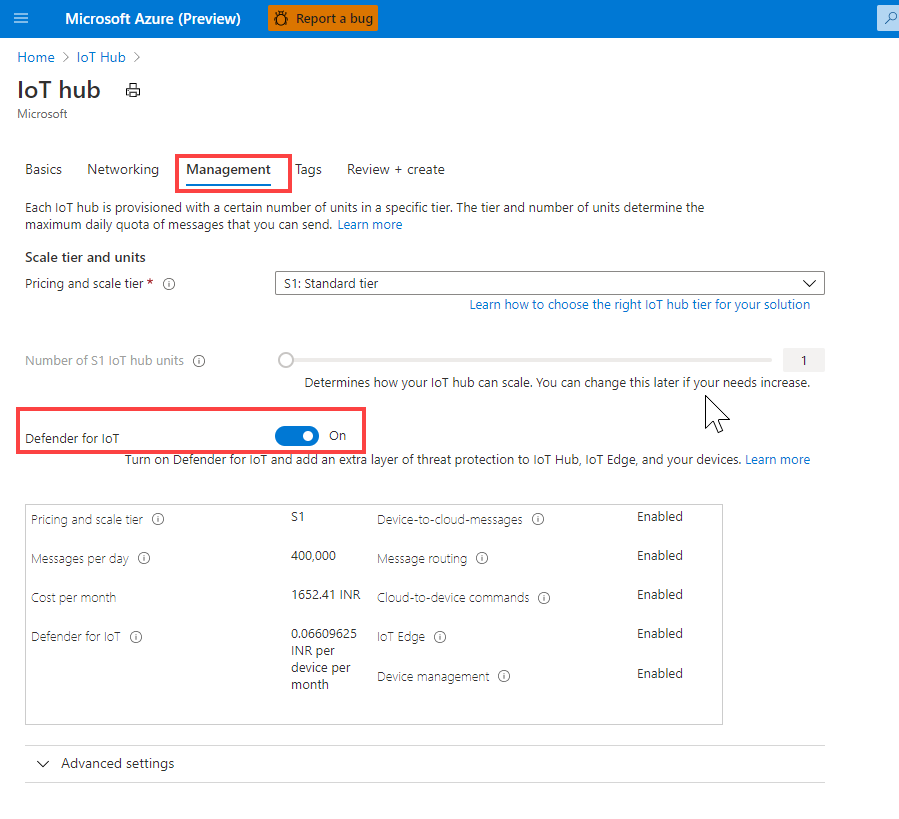 Microsoft Azure (Preview)
Report a bug
Home > IoT Hub >
IoT hub
Microsoft
Basics
Networking
Management
Tags
Review + create
Each IoT hub is provisioned with a certain number of units in a specific tier. The tier and number of units determine the
maximum daily quota of messages that you can send. Learn more
Scale tier and units
Pricing and scale tier *
S1: Standard tier
Learn how to choose the right IoT hub tier for your solution
Number of S1 IoT hub units
1
Determines how your IoT hub can scale. You can change this later if your needs increase.
Defender for IoT
On
Turn on Defender for IoT and add an extra layer of threat protection to IoT Hub, IoT Edge, and your devices. Learn more
Pricing and scale tier
S1
Device-to-cloud-messages
Enabled
Messages per day
400,000
Message routing
Enabled
Cost per month
1652.41 INR
Cloud-to-device commands
Enabled
Defender for IoT
0.06609625
INR per
device per
month
IoT Edge
Enabled
Device management
Enabled
Advanced settings